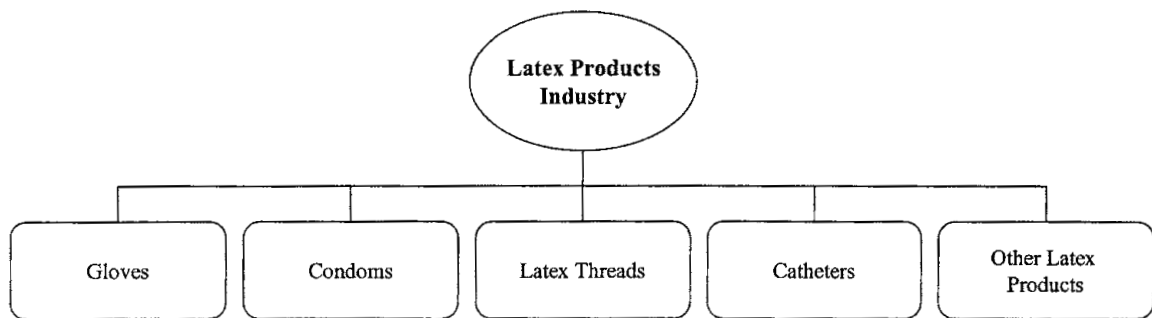 Latex Products
Industry
Gloves
Condoms
Latex Threads
Catheters
Other Latex
Products